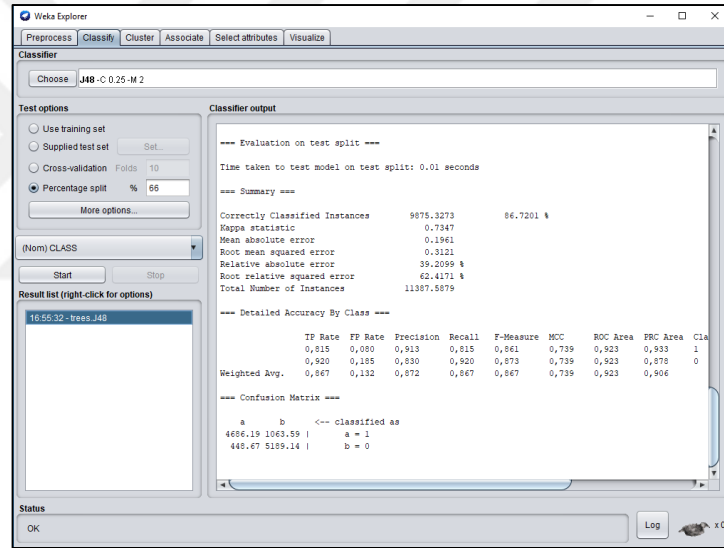 Weka Explorer
Preprocess Classify Cluster Associate Select attributes Visualize
Classifier
Choose J48 -C 0.25 -M 2
Test options
Use training set
Supplied test set Set...
Cross-validation Folds 10
Percentage split % 66
More options...
(Nom) CLASS
Start Stop
Result list (right-click for options)
16:55:32 - trees.J48
Classifier output
=== Evaluation on test split ===
Time taken to test model on test split: 0.01 seconds
=== Summary ===
Correctly Classified Instances 9875.3273 86.7201 %
Kappa statistic 0.7347
Mean absolute error 0.1961
Root mean squared error 0.3121
Relative absolute error 39.2099 %
Root relative squared error 62.4171 %
Total Number of Instances 11387.5879
=== Detailed Accuracy By Class ===
TP Rate FP Rate Precision Recall F-Measure MCC ROC Area PRC Area Cla
0,815 0,080 0,913 0,815 0,861 0,739 0,923 0,933 1
0,920 0,185 0,830 0,920 0,873 0,739 0,923 0,878 0
Weighted Avg. 0,867 0,132 0,872 0,867 0,867 0,739 0,923 0,906
=== Confusion Matrix ===
a b <-- classified as
4686.19 1063.59 | a = 1
448.67 5189.14 | b = 0
Status
OK
Log
x 0